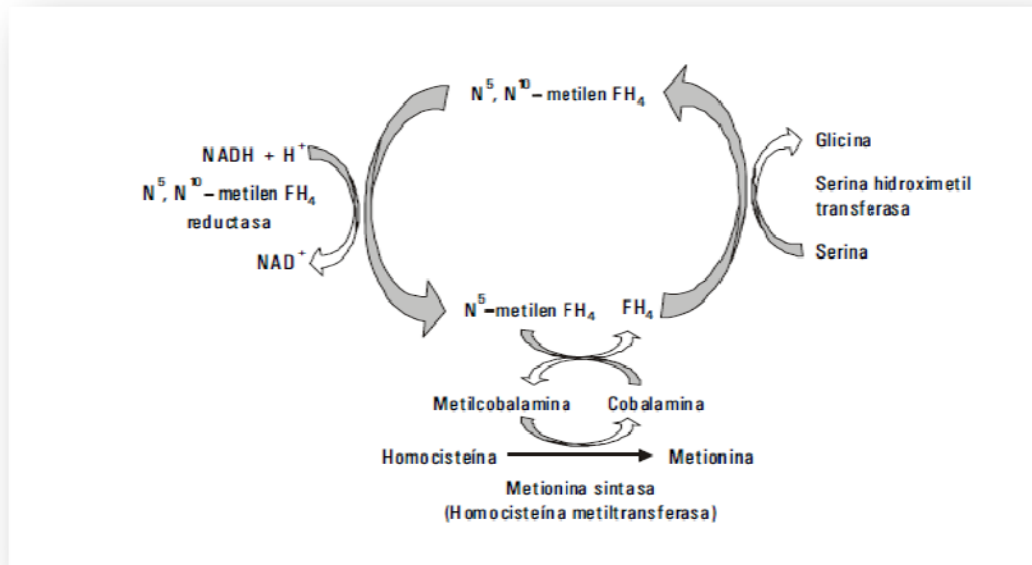 N⁵, N¹⁰– metilen FH₄
NADH + H⁺
N⁵, N¹⁰– metilen FH₄
reductasa
NAD⁺
Glicina
Serina hidroximetil
transferasa
Serina
N⁵–metilen FH₄ FH₄
Metilcobalamina Cobalamina
Homocisteína Metionina
Metionina sintasa
(Homocisteína metiltransferasa)